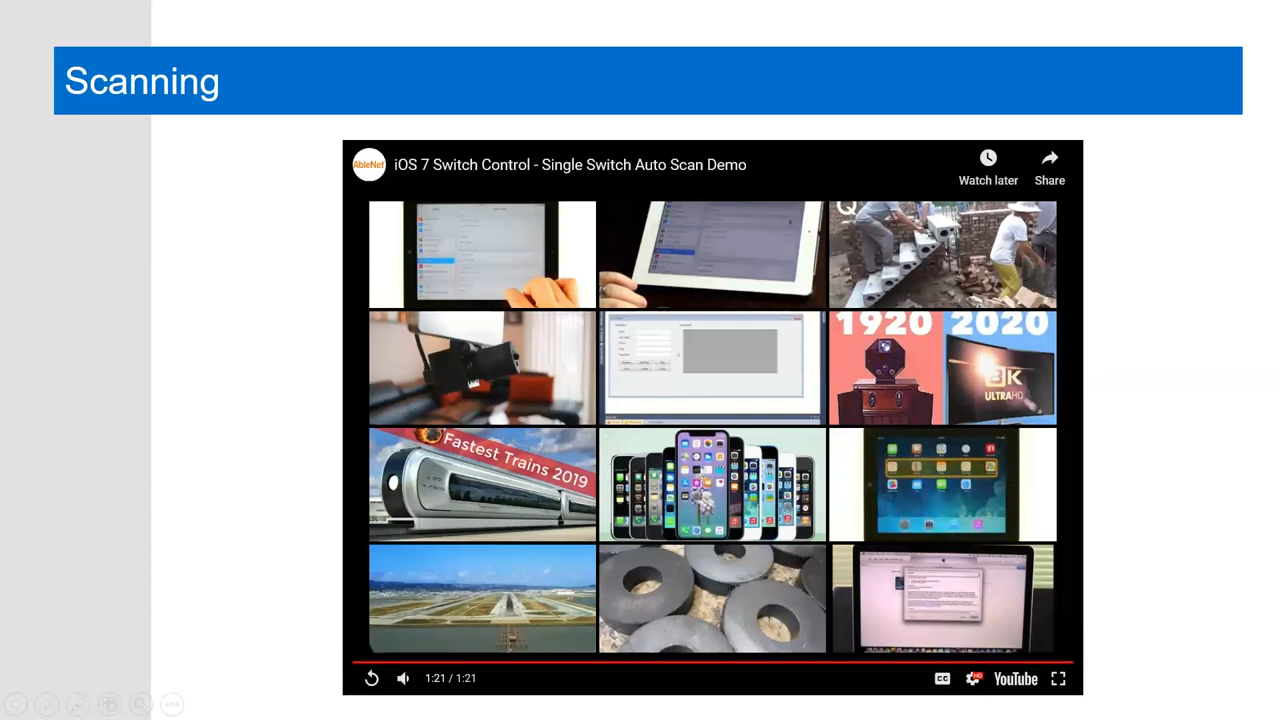 Scanning
AbleNet
iOS 7 Switch Control - Single Switch Auto Scan Demo
Watch later
Share
1920
2020
8K
ULTRAHD
Fastest Trains 2019
1:21 / 1:21
CC
HD
YouTube